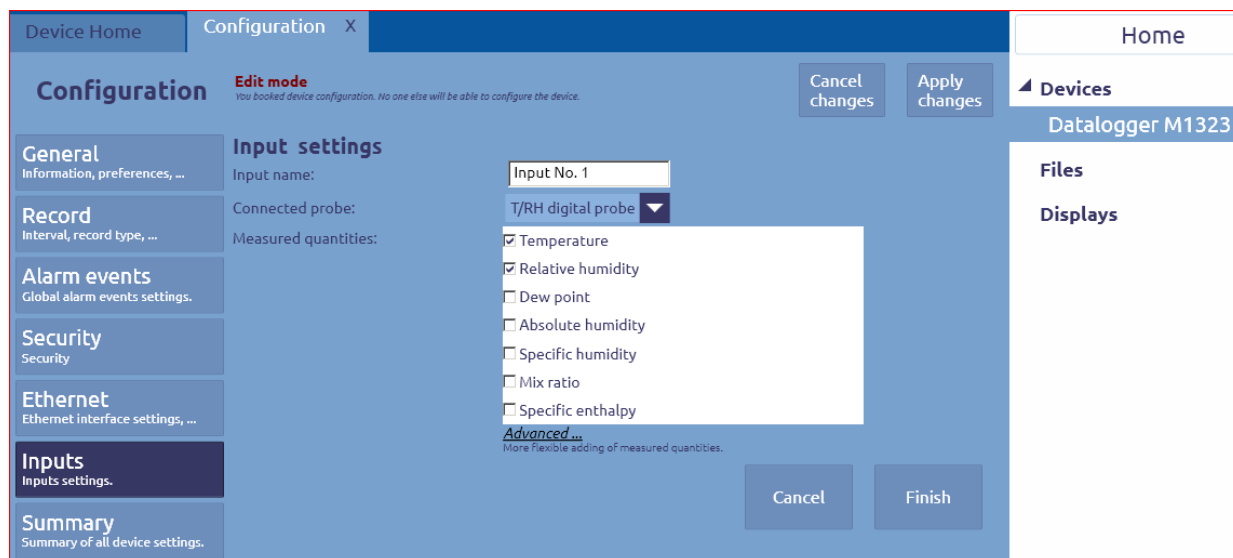 Device Home
Configuration X
Home
Configuration
Edit mode
You booked device configuration. No one else will be able to configure the device.
Cancel changes
Apply changes
Devices
Datalogger M1323
Files
Displays
General
Information, preferences, ...
Record
Interval, record type, ...
Alarm events
Global alarm events settings.
Security
Security
Ethernet
Ethernet interface settings, ...
Inputs
Inputs settings.
Summary
Summary of all device settings.
Input settings
Input name:
Input No. 1
Connected probe:
T/RH digital probe
Measured quantities:
Temperature
Relative humidity
Dew point
Absolute humidity
Specific humidity
Mix ratio
Specific enthalpy
Advanced ...
More flexible adding of measured quantities.
Cancel
Finish